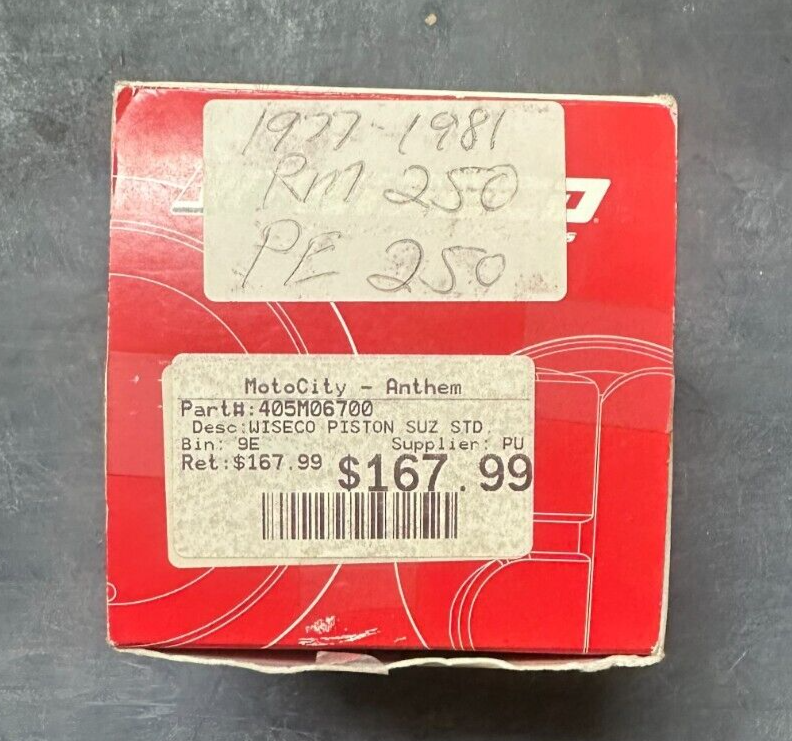 1977-1981
RM 250
PE 250
MotoCity - Anthem
Part#:405M06700
Desc:WISECO PISTON SUZ STD.
Bin: 9E Supplier: PU
Ret:$167.99 $167.99